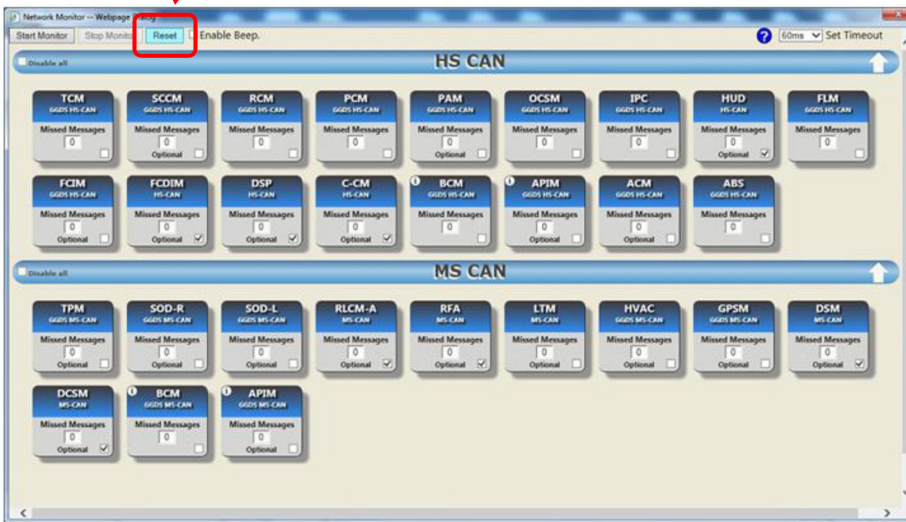 Network Monitor -- Webpage Dialog
Start Monitor Stop Monitor Reset Enable Beep. ? 60ms Set Timeout
HS CAN
Disable all
TCM SCCM RCM PCM PAM OCSM IPC HUD FLM
GGDS HS-CAN GGDS HS-CAN GGDS HS-CAN GGDS HS-CAN GGDS HS-CAN GGDS HS-CAN GGDS HS-CAN HS-CAN GGDS HS-CAN
Missed Messages Missed Messages Missed Messages Missed Messages Missed Messages Missed Messages Missed Messages Missed Messages Missed Messages
0 0 0 0 0 0 0 0 0
Optional Optional Optional
FCIM FCDIM DSP C-CM BCM APIM ACM ABS
GGDS HS-CAN HS-CAN HS-CAN HS-CAN GGDS HS-CAN GGDS HS-CAN GGDS HS-CAN GGDS HS-CAN
Missed Messages Missed Messages Missed Messages Missed Messages Missed Messages Missed Messages Missed Messages Missed Messages
0 0 0 0 0 0 0 0
Optional Optional Optional Optional Optional Optional
MS CAN
Disable all
TPM SOD-R SOD-L RLCM-A RFA LTM HVAC GPSM DSM
GGDS MS-CAN GGDS MS-CAN GGDS MS-CAN MS-CAN MS-CAN MS-CAN GGDS MS-CAN GGDS MS-CAN MS-CAN
Missed Messages Missed Messages Missed Messages Missed Messages Missed Messages Missed Messages Missed Messages Missed Messages Missed Messages
0 0 0 0 0 0 0 0 0
Optional Optional Optional Optional Optional Optional Optional Optional Optional
DCSM BCM APIM
MS-CAN GGDS MS-CAN GGDS MS-CAN
Missed Messages Missed Messages Missed Messages
0 0 0
Optional Optional